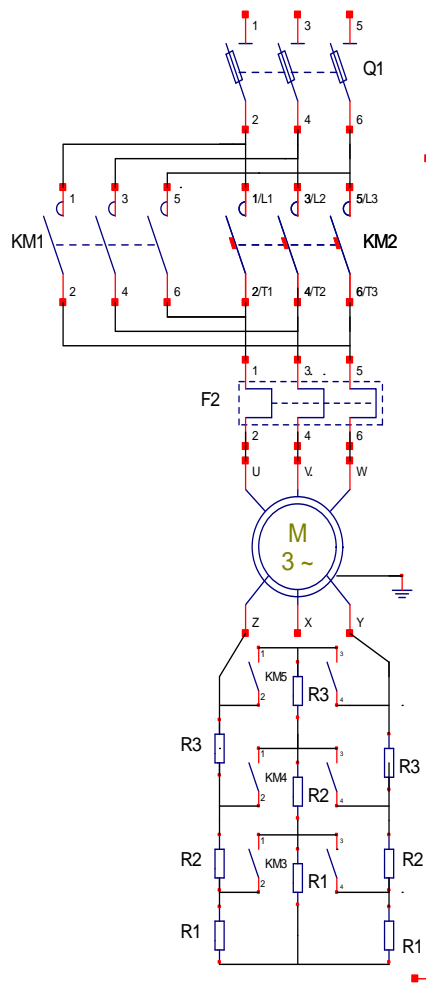 1 3 5
Q1
2 4 6
1 3 5 1/L1 3/L2 5/L3
KM1 KM2
2 4 6 2/T1 4/T2 6/T3
1 3. 5
F2
2 4 6
U V. W
M
3 ~
Z X Y
1 3
KM5
2 R3 4
R3 R3
1 3
KM4
2 R2 4
1 3
R2 KM3 R2
2 R1 4
R1 R1